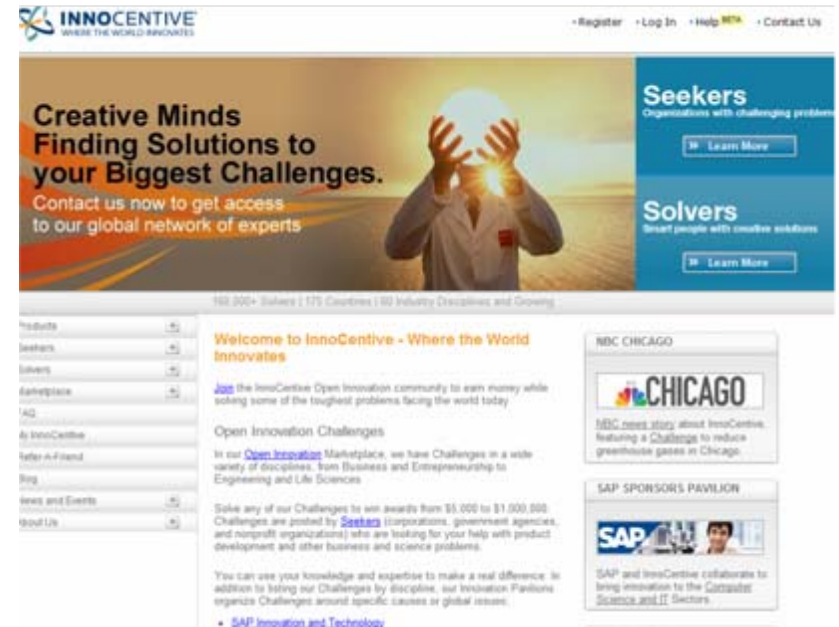 INNOCENTIVE
WHERE THE WORLD INNOVATES
Register Log In Help BETA Contact Us
Creative Minds
Finding Solutions to
your Biggest Challenges.
Contact us now to get access
to our global network of experts
Seekers
Organizations with challenging problems
Learn More
Solvers
Smart people with creative solutions
Learn More
160,000+ Solvers | 175 Countries | 60 Industry Disciplines and Growing
Products
Seekers
Solvers
Marketplace
FAQ
My InnoCentive
Refer-A-Friend
Blog
News and Events
About Us
Welcome to InnoCentive - Where the World
Innovates
Join the InnoCentive Open Innovation community to earn money while
solving some of the toughest problems facing the world today
Open Innovation Challenges
In our Open Innovation Marketplace, we have Challenges in a wide
variety of disciplines, from Business and Entrepreneurship to
Engineering and Life Sciences
Solve any of our Challenges to win awards from $5,000 to $1,000,000.
Challenges are posted by Seekers (corporations, government agencies,
and nonprofit organizations) who are looking for your help with product
development and other business and science problems.
You can use your knowledge and expertise to make a real difference. In
addition to listing our Challenges by discipline, our Innovation Pavilions
organize Challenges around specific causes or global issues:
SAP Innovation and Technology
NBC CHICAGO
CHICAGO
NBC news story about InnoCentive,
featuring a Challenge to reduce
greenhouse gases in Chicago.
SAP SPONSORS PAVILION
SAP
SAP and InnoCentive collaborate to
bring innovation to the Computer
Science and IT Sectors.